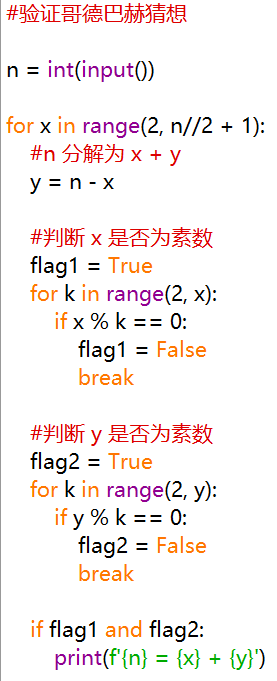 #验证哥德巴赫猜想
n = int(input())
for x in range(2, n//2 + 1):
    #n 分解为 x + y
    y = n - x
    #判断 x 是否为素数
    flag1 = True
    for k in range(2, x):
        if x % k == 0:
            flag1 = False
            break
    #判断 y 是否为素数
    flag2 = True
    for k in range(2, y):
        if y % k == 0:
            flag2 = False
            break
    if flag1 and flag2:
        print(f'{n} = {x} + {y}')